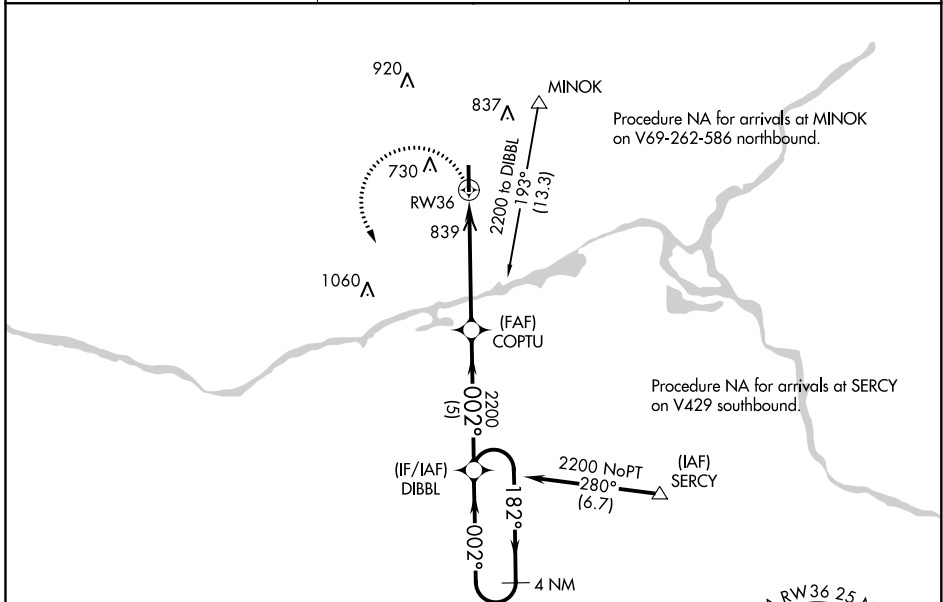 920
837
MINOK
Procedure NA for arrivals at MINOK
on V69-262-586 northbound.
2200 to DIBBL
193°
(13.3)
730
RW36
839
1060
(FAF)
COPTU
Procedure NA for arrivals at SERCY
on V429 southbound.
2200
002°
(5)
(IF/IAF)
DIBBL
2200 NoPT
280°
(6.7)
(IAF)
SERCY
182°
002°
4 NM
RW36 25